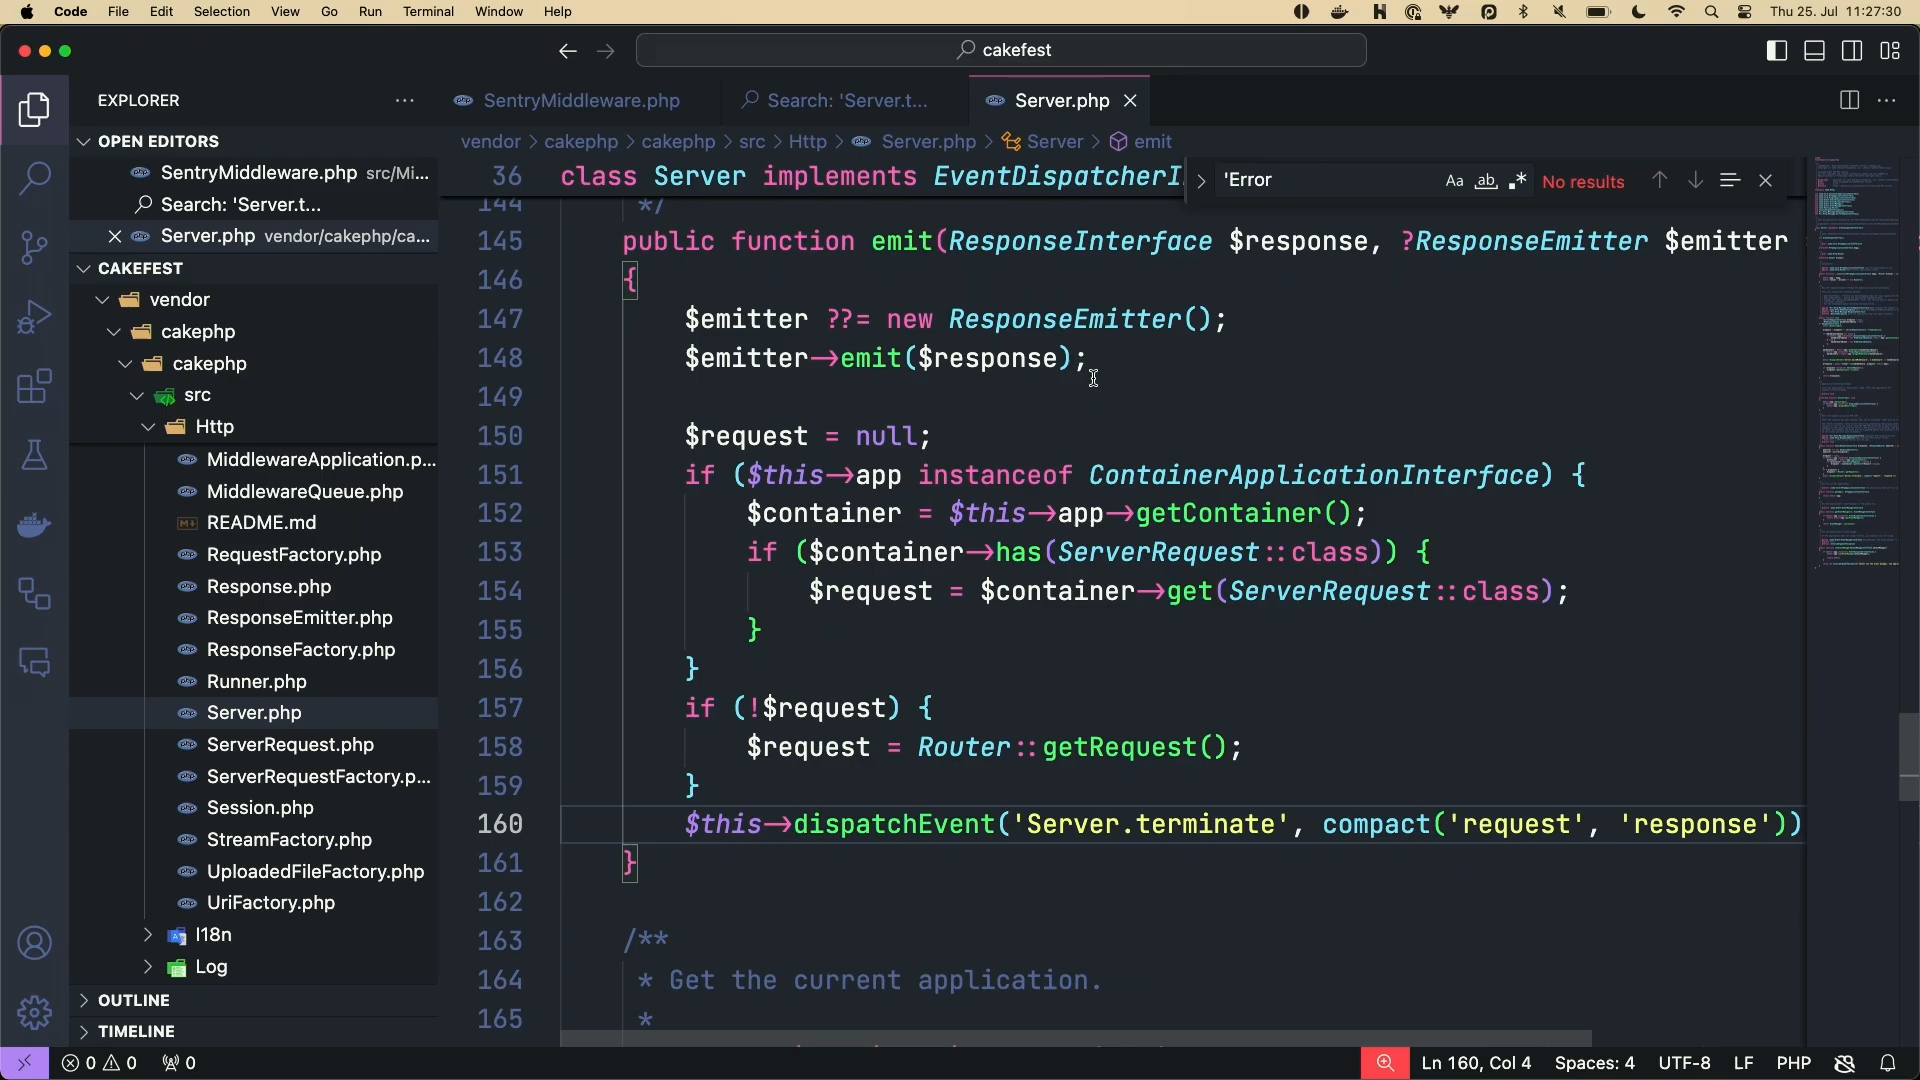 Code File Edit Selection View Go Run Terminal Window Help Thu 25. Jul 11:27:30
cakefest
EXPLORER
SentryMiddleware.php Search: 'Server.t... Server.php
OPEN EDITORS
vendor > cakephp > cakephp > src > Http > Server.php > Server > emit
SentryMiddleware.php src/Mi...
Search: 'Server.t...
Server.php vendor/cakephp/ca...
CAKEFEST
vendor
cakephp
cakephp
src
Http
MiddlewareApplication.p...
MiddlewareQueue.php
README.md
RequestFactory.php
Response.php
ResponseEmitter.php
ResponseFactory.php
Runner.php
Server.php
ServerRequest.php
ServerRequestFactory.p...
Session.php
StreamFactory.php
UploadedFileFactory.php
UriFactory.php
I18n
Log
OUTLINE
TIMELINE
'Error Aa ab No results
36 class Server implements EventDispatcherI
144 */
145 public function emit(ResponseInterface $response, ?ResponseEmitter $emitter
146 {
147 $emitter ??= new ResponseEmitter();
148 $emitter->emit($response);
149
150 $request = null;
151 if ($this->app instanceof ContainerApplicationInterface) {
152 $container = $this->app->getContainer();
153 if ($container->has(ServerRequest::class)) {
154 $request = $container->get(ServerRequest::class);
155 }
156 }
157 if (!$request) {
158 $request = Router::getRequest();
159 }
160 $this->dispatchEvent('Server.terminate', compact('request', 'response'))
161 }
162
163 /**
164 * Get the current application.
165 *
0 0 0 Ln 160, Col 4 Spaces: 4 UTF-8 LF PHP